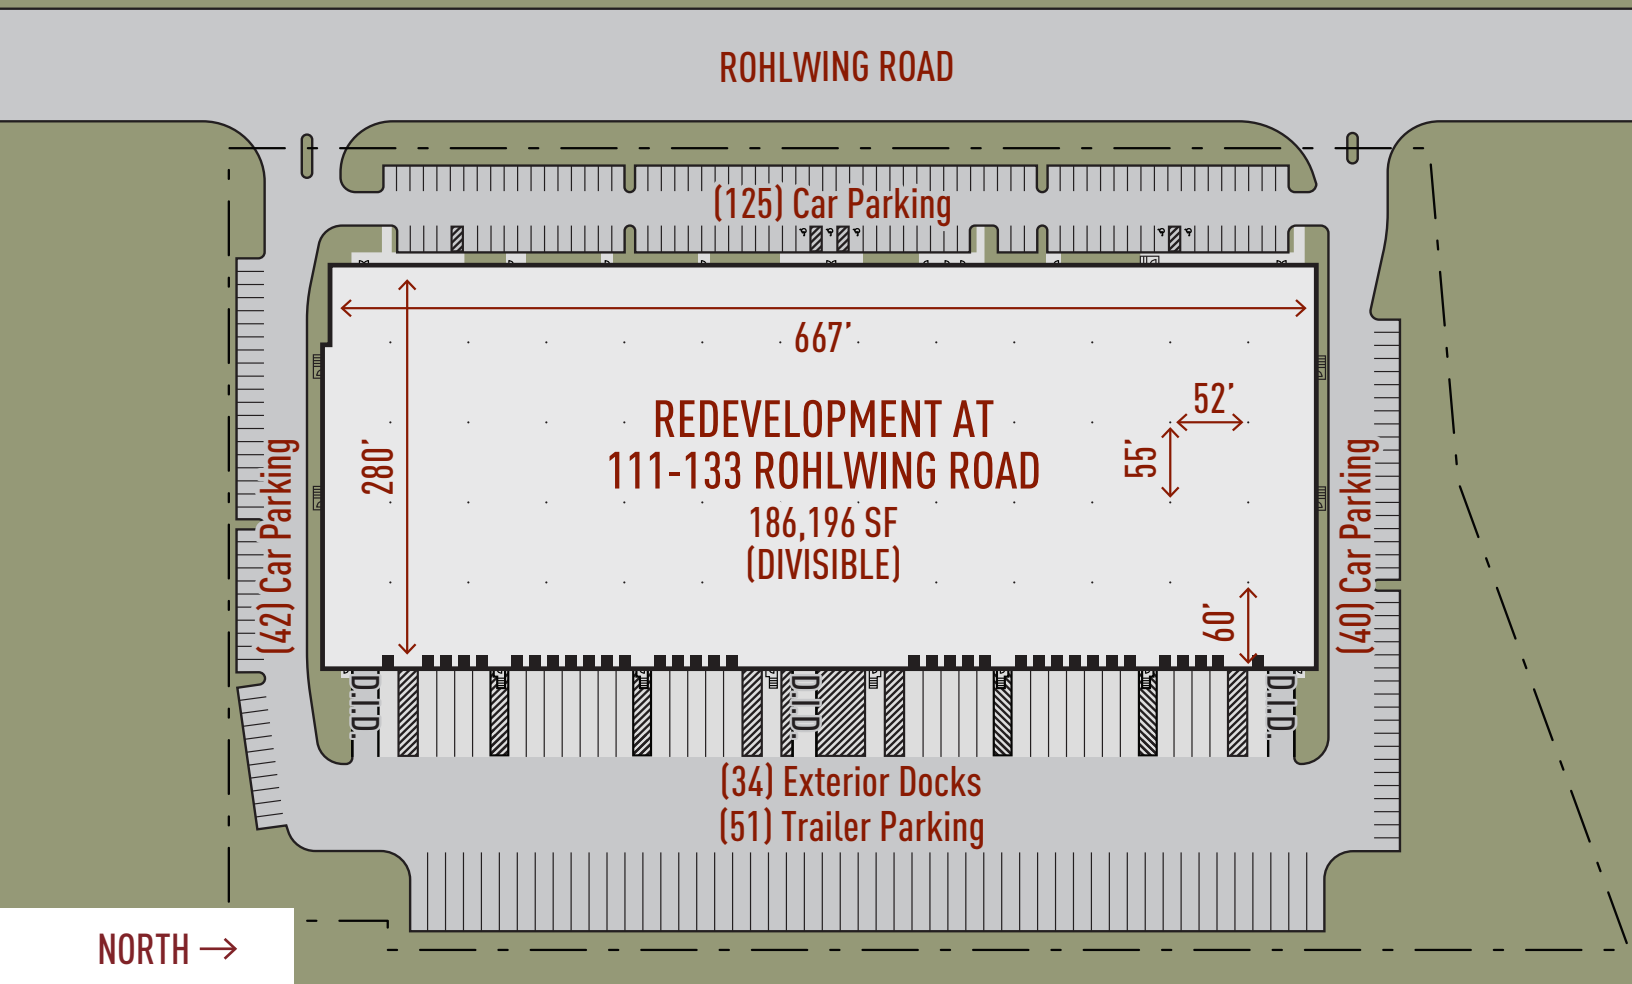 ROHLWING ROAD
(125) Car Parking
667'
280'
52'
55'
60'
REDEVELOPMENT AT
111-133 ROHLWING ROAD
186,196 SF
(DIVISIBLE)
(42) Car Parking
(40) Car Parking
D.I.D.
D.I.D.
D.I.D.
(34) Exterior Docks
(51) Trailer Parking
NORTH →